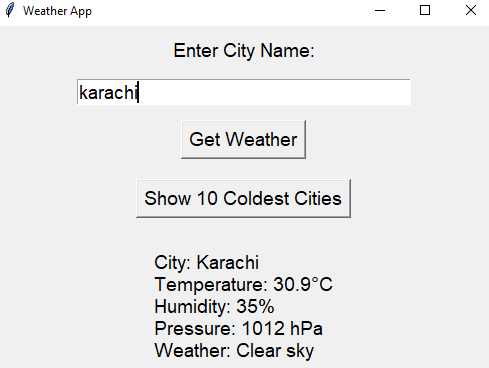 Weather App
Enter City Name:
karachi
Get Weather
Show 10 Coldest Cities
City: Karachi
Temperature: 30.9°C
Humidity: 35%
Pressure: 1012 hPa
Weather: Clear sky